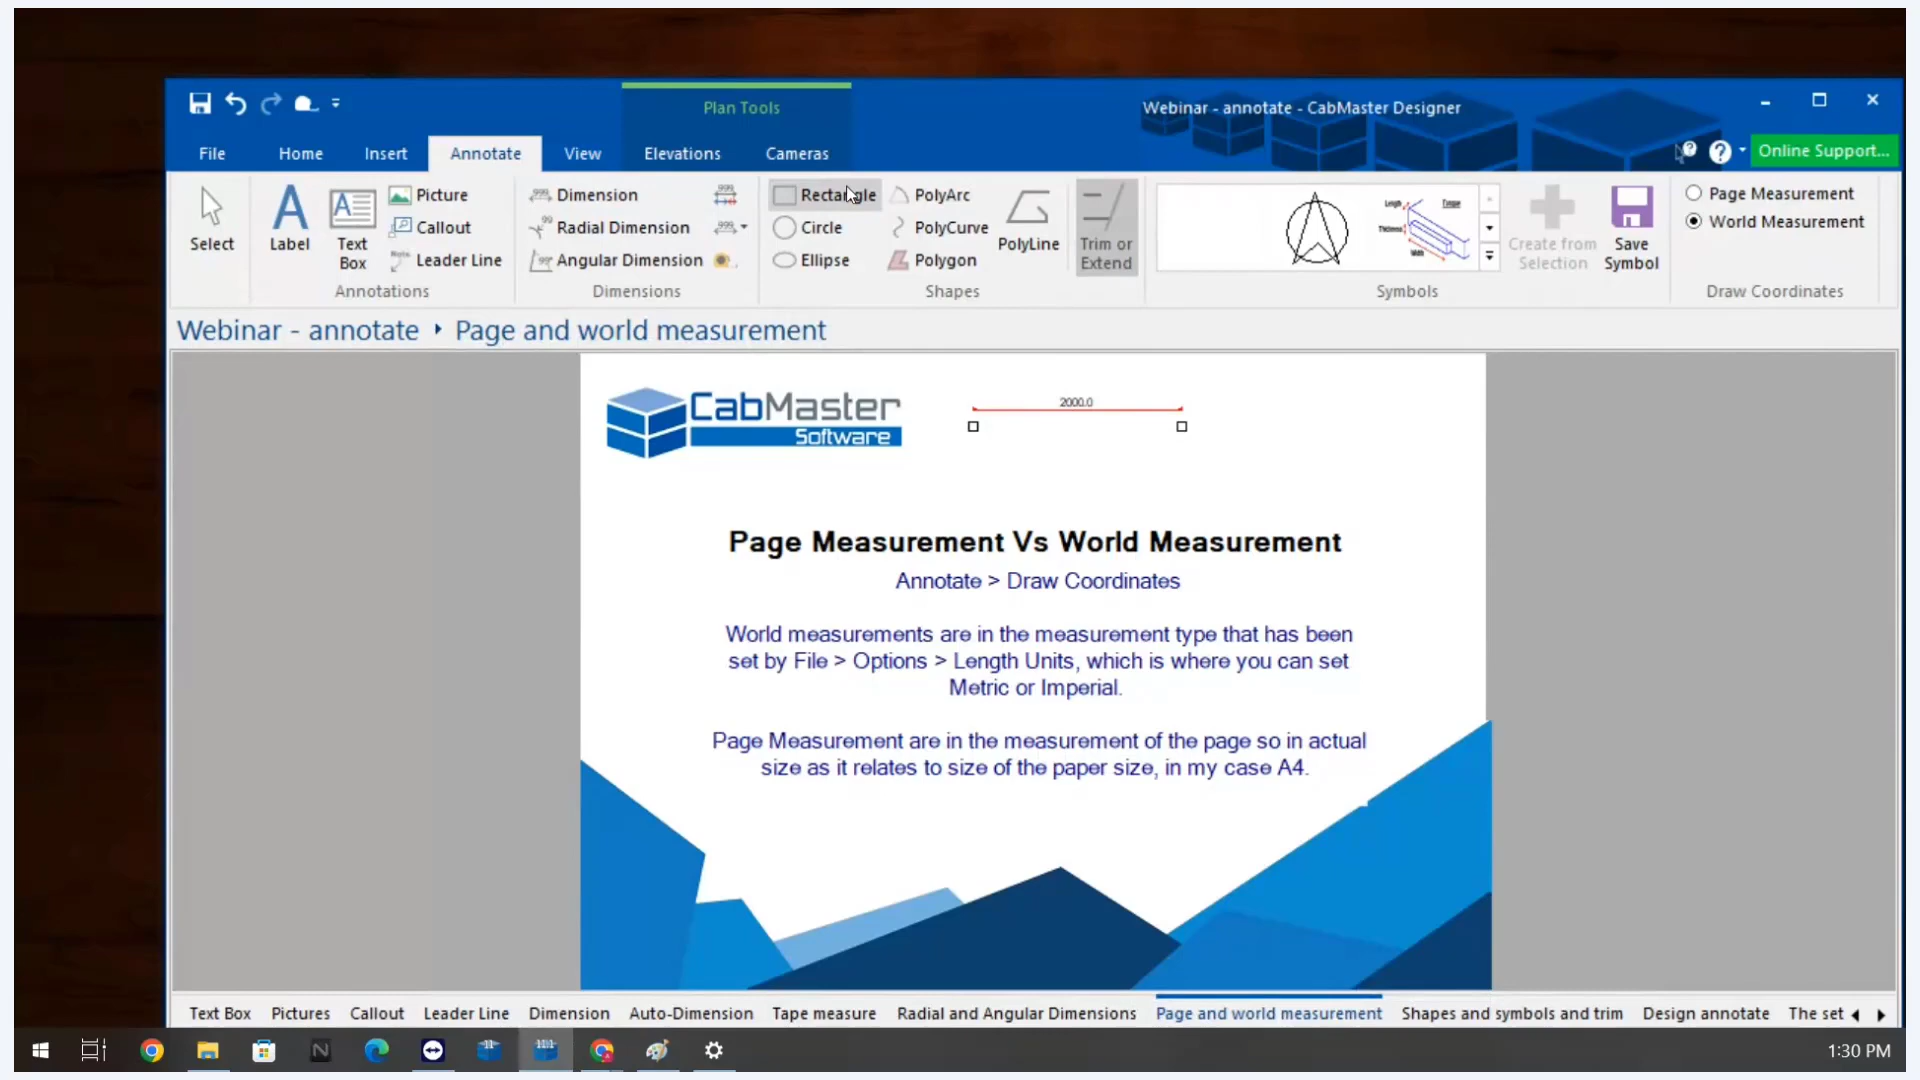 Plan Tools
Webinar - annotate - CabMaster Designer
File
Home
Insert
Annotate
View
Elevations
Cameras
Online Support...
Select
Label
Text
Box
Picture
Callout
Leader Line
Annotations
Dimension
Radial Dimension
Angular Dimension
Dimensions
Rectangle
Circle
Ellipse
PolyArc
PolyCurve
Polygon
PolyLine
Trim or
Extend
Shapes
Create from
Selection
Save
Symbol
Symbols
Page Measurement
World Measurement
Draw Coordinates
Webinar - annotate
Page and world measurement
CabMaster
Software
2000.0
Page Measurement Vs World Measurement
Annotate > Draw Coordinates
World measurements are in the measurement type that has been
set by File > Options > Length Units, which is where you can set
Metric or Imperial.
Page Measurement are in the measurement of the page so in actual
size as it relates to size of the paper size, in my case A4.
Text Box
Pictures
Callout
Leader Line
Dimension
Auto-Dimension
Tape measure
Radial and Angular Dimensions
Page and world measurement
Shapes and symbols and trim
Design annotate
The set
1:30 PM